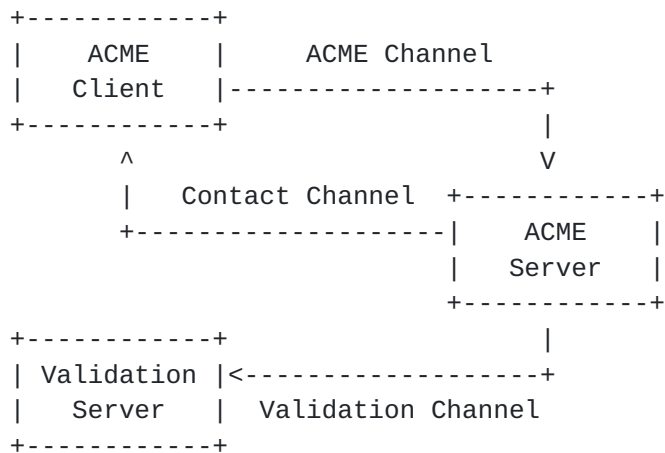 ACME ACME Channel
Client
Contact Channel
ACME
Server
Validation
Server Validation Channel